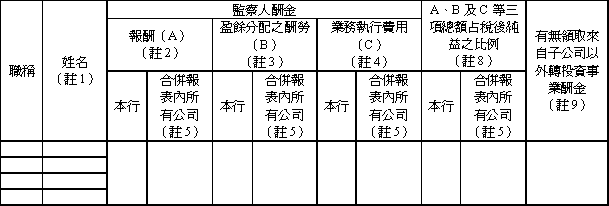 職稱
姓名
（註1）
監察人酬金
報酬（A）
（註2）
盈餘分配之酬勞
（B）
（註3）
業務執行費用
（C）
（註4）
A、B及C等三
項總額占稅後純
益之比例
（註8）
有無領取來
自子公司以
外轉投資事
業酬金
（註9）
本行
合併報
表內所
有公司
（註5）
本行
合併報
表內所
有公司
（註5）
本行
合併報
表內所
有公司
（註5）
本行
合併報
表內所
有公司
（註5）